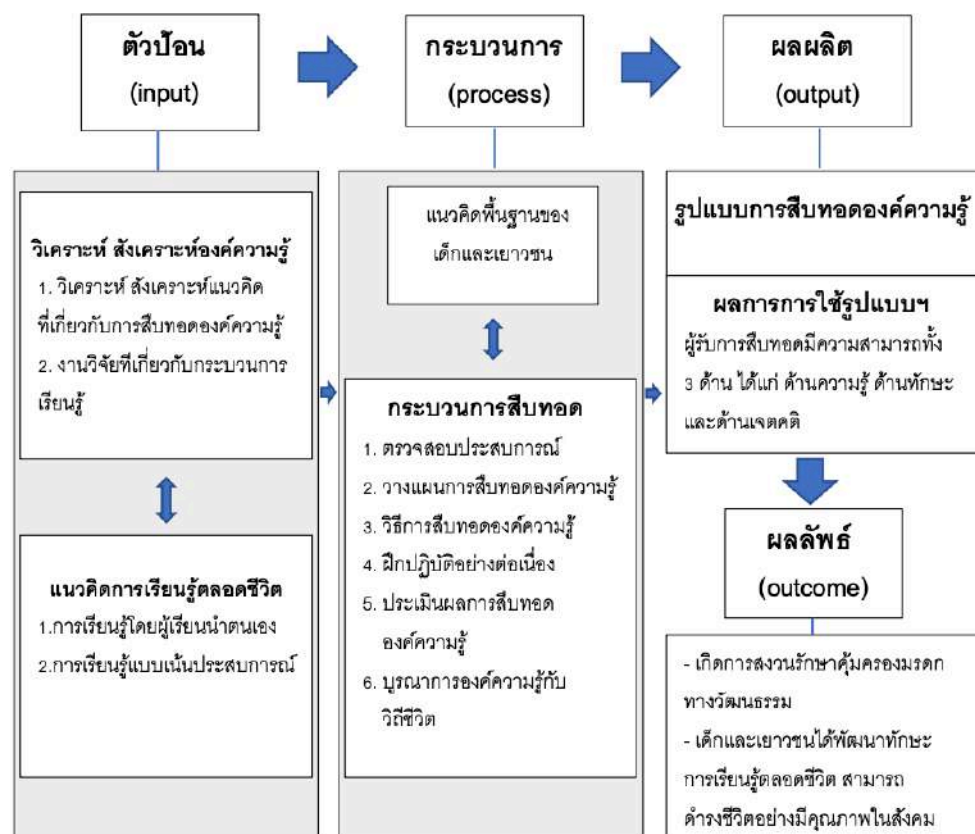 ตัวป้อน
(input)
กระบวนการ
(process)
ผลผลิต
(output)
วิเคราะห์ สังเคราะห์องค์ความรู้
1. วิเคราะห์ สังเคราะห์แนวคิด
ที่เกี่ยวกับการสืบทอดองค์ความรู้
2. งานวิจัยที่เกี่ยวกับกระบวนการ
เรียนรู้
แนวคิดการเรียนรู้ตลอดชีวิต
1.การเรียนรู้โดยผู้เรียนนำตนเอง
2.การเรียนรู้แบบเน้นประสบการณ์
แนวคิดพื้นฐานของ
เด็กและเยาวชน
กระบวนการสืบทอด
1. ตรวจสอบประสบการณ์
2. วางแผนการสืบทอดองค์ความรู้
3. วิธีการสืบทอดองค์ความรู้
4. ฝึกปฏิบัติอย่างต่อเนื่อง
5. ประเมินผลการสืบทอด
องค์ความรู้
6. บูรณาการองค์ความรู้กับ
วิถีชีวิต
รูปแบบการสืบทอดองค์ความรู้
ผลการการใช้รูปแบบฯ
ผู้รับการสืบทอดมีความสามารถทั้ง
3 ด้าน ได้แก่ ด้านความรู้ ด้านทักษะ
และด้านเจตคติ
ผลลัพธ์
(outcome)
- เกิดการสงวนรักษาคุ้มครองมรดก
ทางวัฒนธรรม
- เด็กและเยาวชนได้พัฒนาทักษะ
การเรียนรู้ตลอดชีวิต สามารถ
ดำรงชีวิตอย่างมีคุณภาพในสังคม